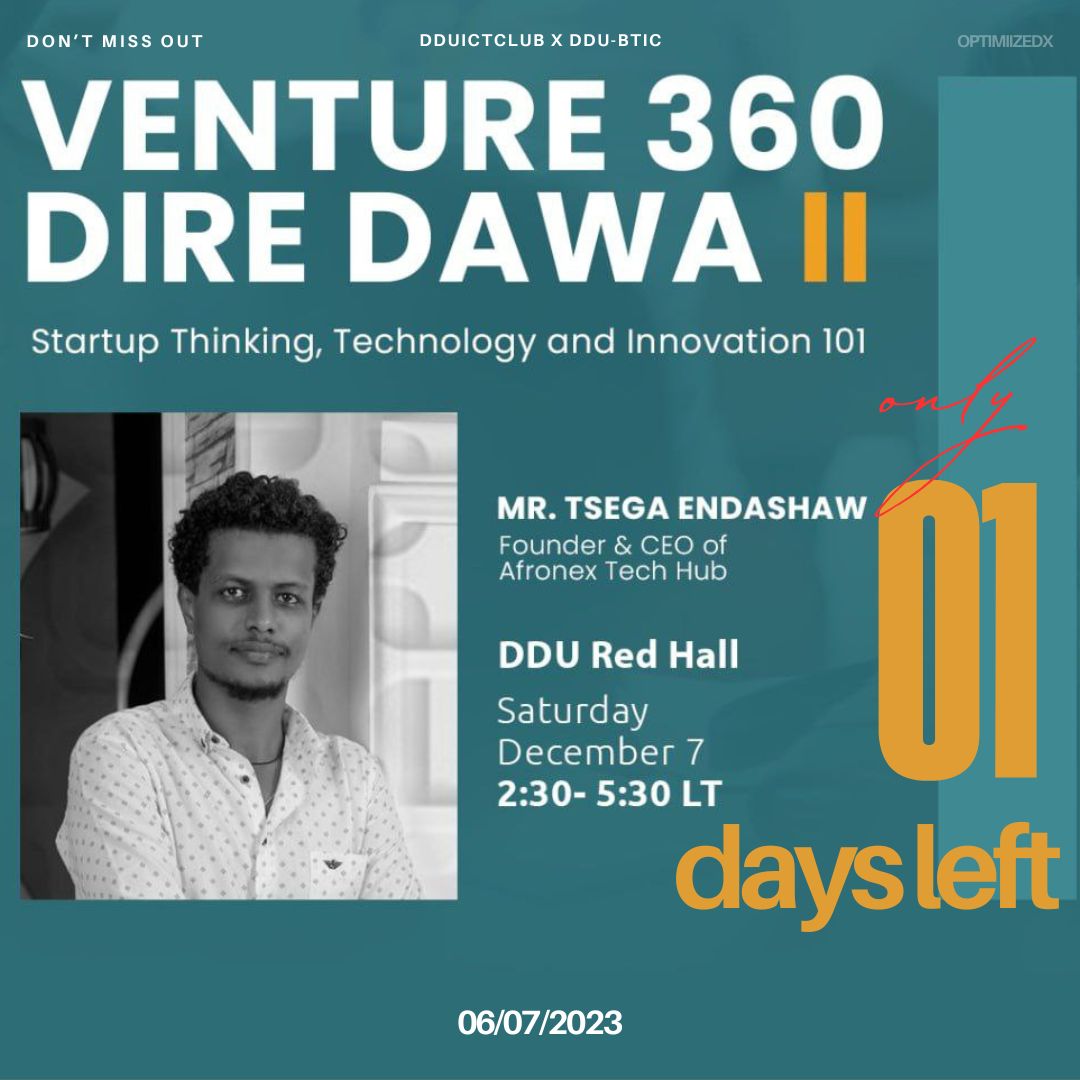 DON'T MISS OUT
DDUICTCLUB X DDU-BTIC
OPTIMIIZEDX
VENTURE 360
DIRE DAWA II
Startup Thinking, Technology and Innovation 101
only
01
days left
MR. TSEGA ENDASHAW
Founder & CEO of
Afronex Tech Hub
DDU Red Hall
Saturday
December 7
2:30- 5:30 LT
06/07/2023